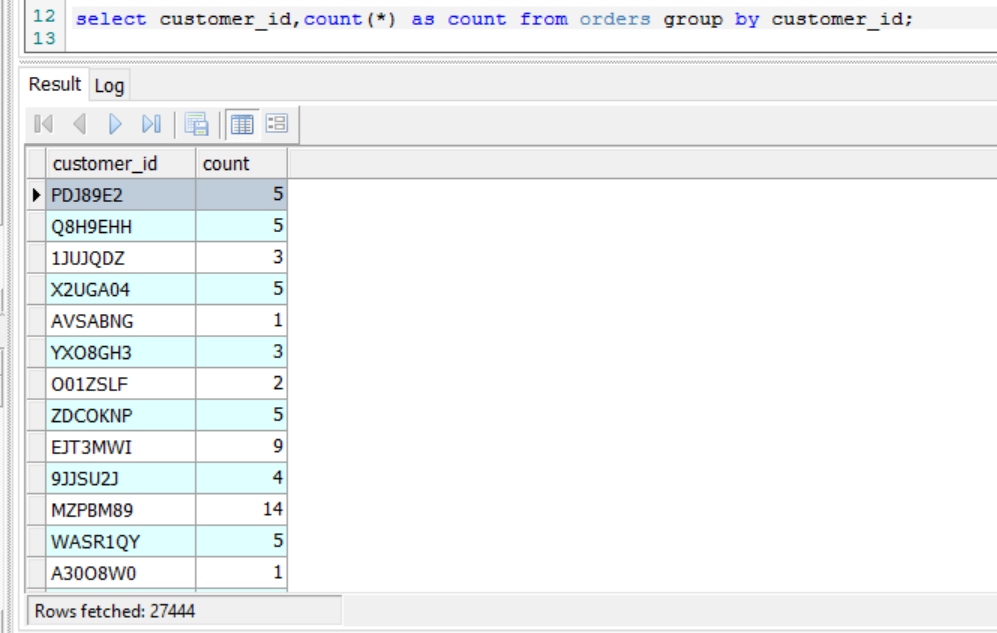 12 select customer_id,count(*) as count from orders group by customer_id;
13
Result Log
customer_id count
PDJ89E2 5
Q8H9EHH 5
1JUJQDZ 3
X2UGA04 5
AVSABNG 1
YXO8GH3 3
O01ZSLF 2
ZDCOKNP 5
EJT3MWI 9
9JJSU2J 4
MZPBM89 14
WASR1QY 5
A30O8W0 1
Rows fetched: 27444